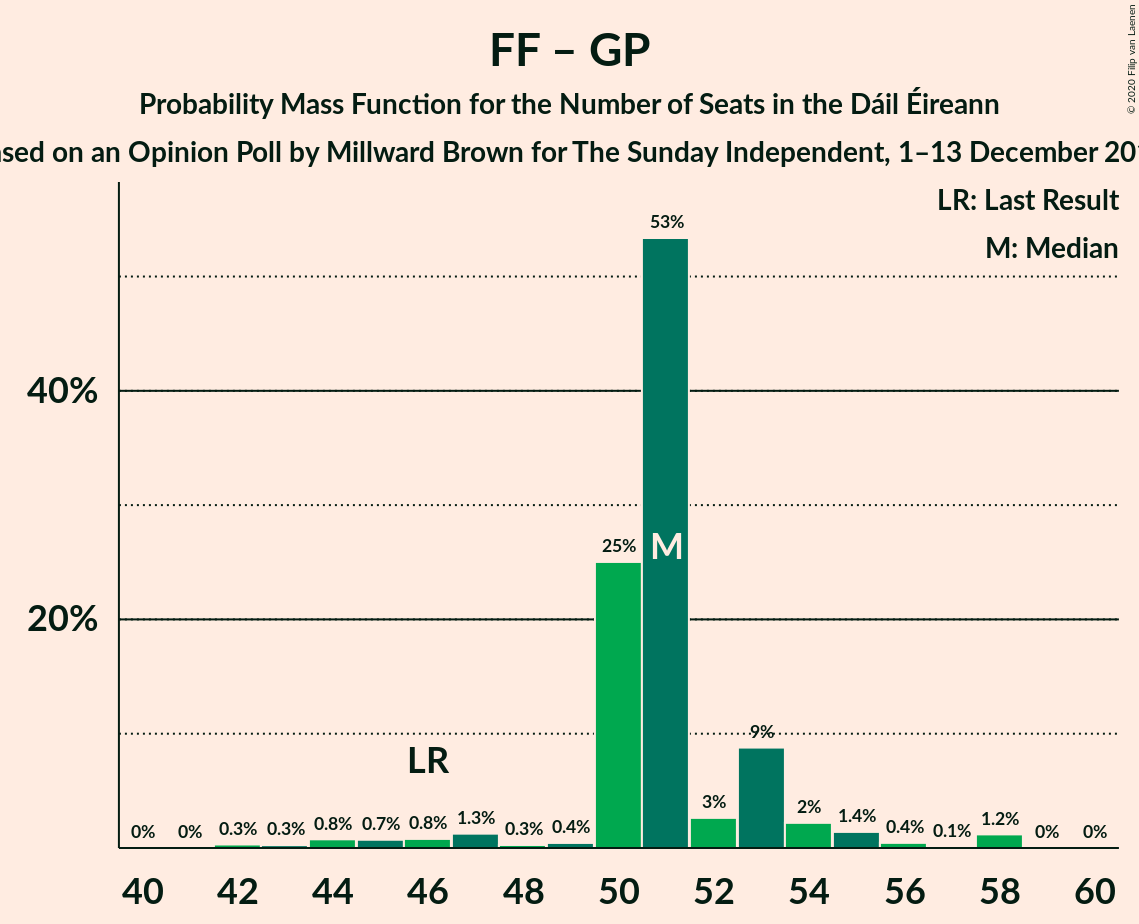 FF – GP
Probability Mass Function for the Number of Seats in the Dáil Éireann
on an Opinion Poll by Millward Brown for The Sunday Independent, 1–13 December
© 2020 Filip van Laenen
LR: Last Result
M: Median
40%
20%
0% 0% 0.3% 0.3% 0.8% 0.7% 0.8% 1.3% 0.3% 0.4% 25% 53% 3% 9% 2% 1.4% 0.4% 0.1% 1.2% 0% 0%
LR
M
40 42 44 46 48 50 52 54 56 58 60